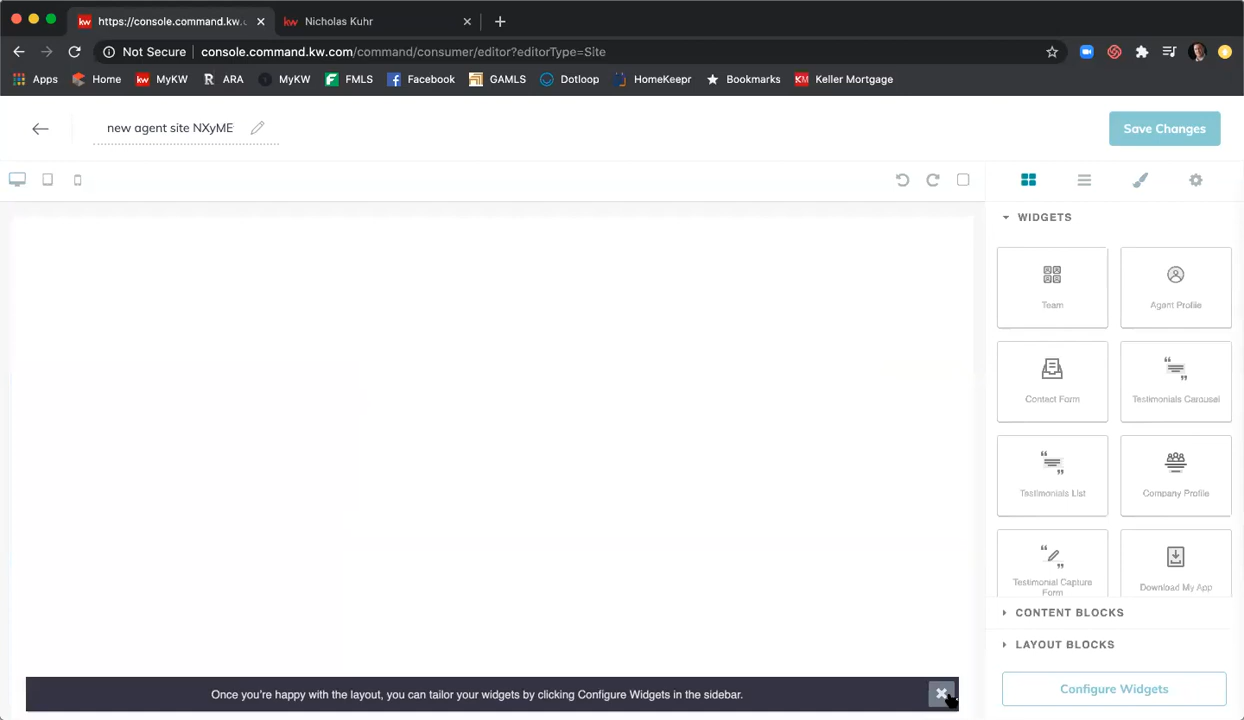 kw https://console.command.kw.c
kw Nicholas Kuhr
Not Secure console.command.kw.com/command/consumer/editor?editorType=Site
Apps Home kw MyKW R ARA MyKW FMLS Facebook GAMLS Dotloop HomeKeepr Bookmarks KM Keller Mortgage
new agent site NXyME
Save Changes
WIDGETS
Team Agent Profile
Contact Form Testimonials Carousel
Testimonials List Company Profile
Testimonial Capture Form Download My App
CONTENT BLOCKS
LAYOUT BLOCKS
Once you're happy with the layout, you can tailor your widgets by clicking Configure Widgets in the sidebar.
Configure Widgets